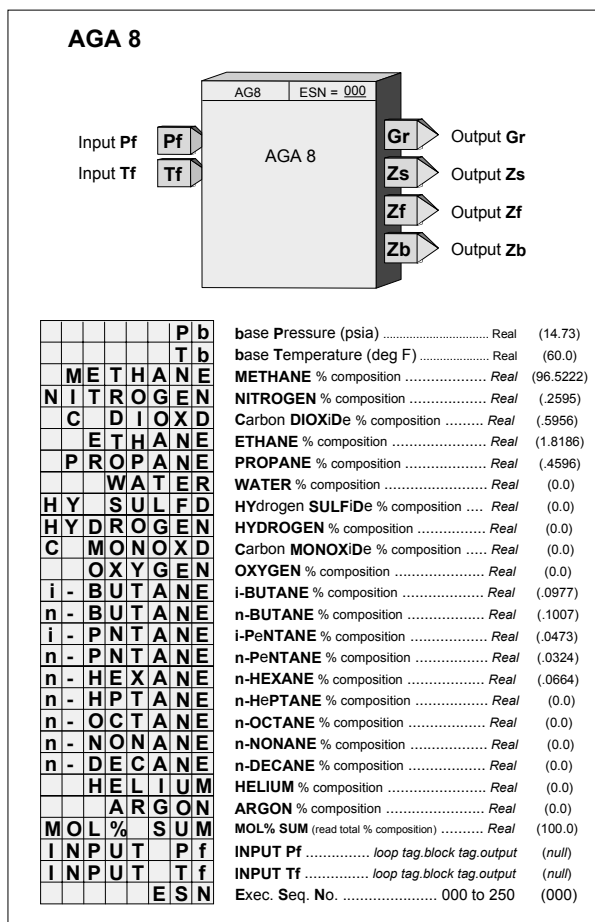 AGA 8
AG8 ESN = 000
Input Pf Pf AGA 8 Gr Output Gr
Input Tf Tf Zs Output Zs
Zf Output Zf
Zb Output Zb
Pb base Pressure (psia) .................................. Real (14.73)
Tb base Temperature (deg F) ...................... Real (60.0)
METHANE METHANE % composition .................. Real (96.5222)
NITROGEN NITROGEN % composition .................. Real (.2595)
C DIOXD Carbon DIOXiDe % composition ......... Real (.5956)
ETHANE ETHANE % composition ..................... Real (1.8186)
PROPANE PROPANE % composition .................. Real (.4596)
WATER WATER % composition ....................... Real (0.0)
HY SULFD HYdrogen SULFiDe % composition .... Real (0.0)
HYDROGEN HYDROGEN % composition ................. Real (0.0)
C MONOXD Carbon MONOXiDe % composition ..... Real (0.0)
OXYGEN OXYGEN % composition .................... Real (0.0)
i-BUTANE i-BUTANE % composition ................... Real (.0977)
n-BUTANE n-BUTANE % composition .................. Real (.1007)
i-PNTANE i-PeNTANE % composition ................. Real (.0473)
n-PNTANE n-PeNTANE % composition ................ Real (.0324)
n-HEXANE n-HEXANE % composition .................. Real (.0664)
n-HPTANE n-HePTANE % composition ................ Real (0.0)
n-OCTANE n-OCTANE % composition .................. Real (0.0)
n-NONANE n-NONANE % composition .................. Real (0.0)
n-DECANE n-DECANE % composition .................. Real (0.0)
HELIUM HELIUM % composition ...................... Real (0.0)
ARGON ARGON % composition ...................... Real (0.0)
MOL% SUM MOL% SUM (read total % composition) .......... Real (100.0)
INPUT Pf INPUT Pf ............... loop tag.block tag.output (null)
INPUT Tf INPUT Tf ............... loop tag.block tag.output (null)
ESN Exec. Seq. No. ...................... 000 to 250 (000)